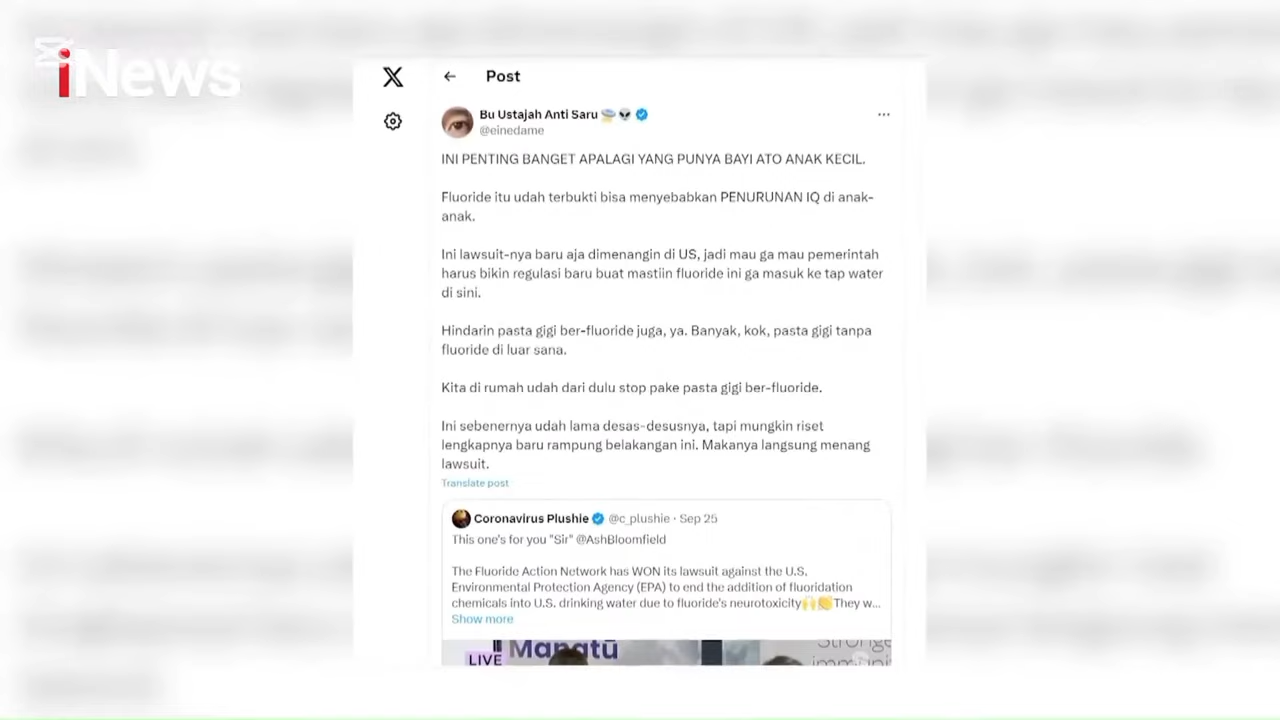 iNews
Post
Bu Ustajah Anti Saru
@einedame
INI PENTING BANGET APALAGI YANG PUNYA BAYI ATO ANAK KECIL.
Fluoride itu udah terbukti bisa menyebabkan PENURUNAN IQ di anak-
anak.
Ini lawsuit-nya baru aja dimenangin di US, jadi mau ga mau pemerintah
harus bikin regulasi baru buat mastiin fluoride ini ga masuk ke tap water
di sini.
Hindarin pasta gigi ber-fluoride juga, ya. Banyak, kok, pasta gigi tanpa
fluoride di luar sana.
Kita di rumah udah dari dulu stop pake pasta gigi ber-fluoride.
Ini sebenernya udah lama desas-desusnya, tapi mungkin riset
lengkapnya baru rampung belakangan ini. Makanya langsung menang
lawsuit.
Translate post
Coronavirus Plushie @c_plushie · Sep 25
This one's for you "Sir" @AshBloomfield
The Fluoride Action Network has WON its lawsuit against the U.S.
Environmental Protection Agency (EPA) to end the addition of fluoridation
chemicals into U.S. drinking water due to fluoride's neurotoxicity🙌👏They w...
Show more
Manatū
LIVE
Stronge
immuni